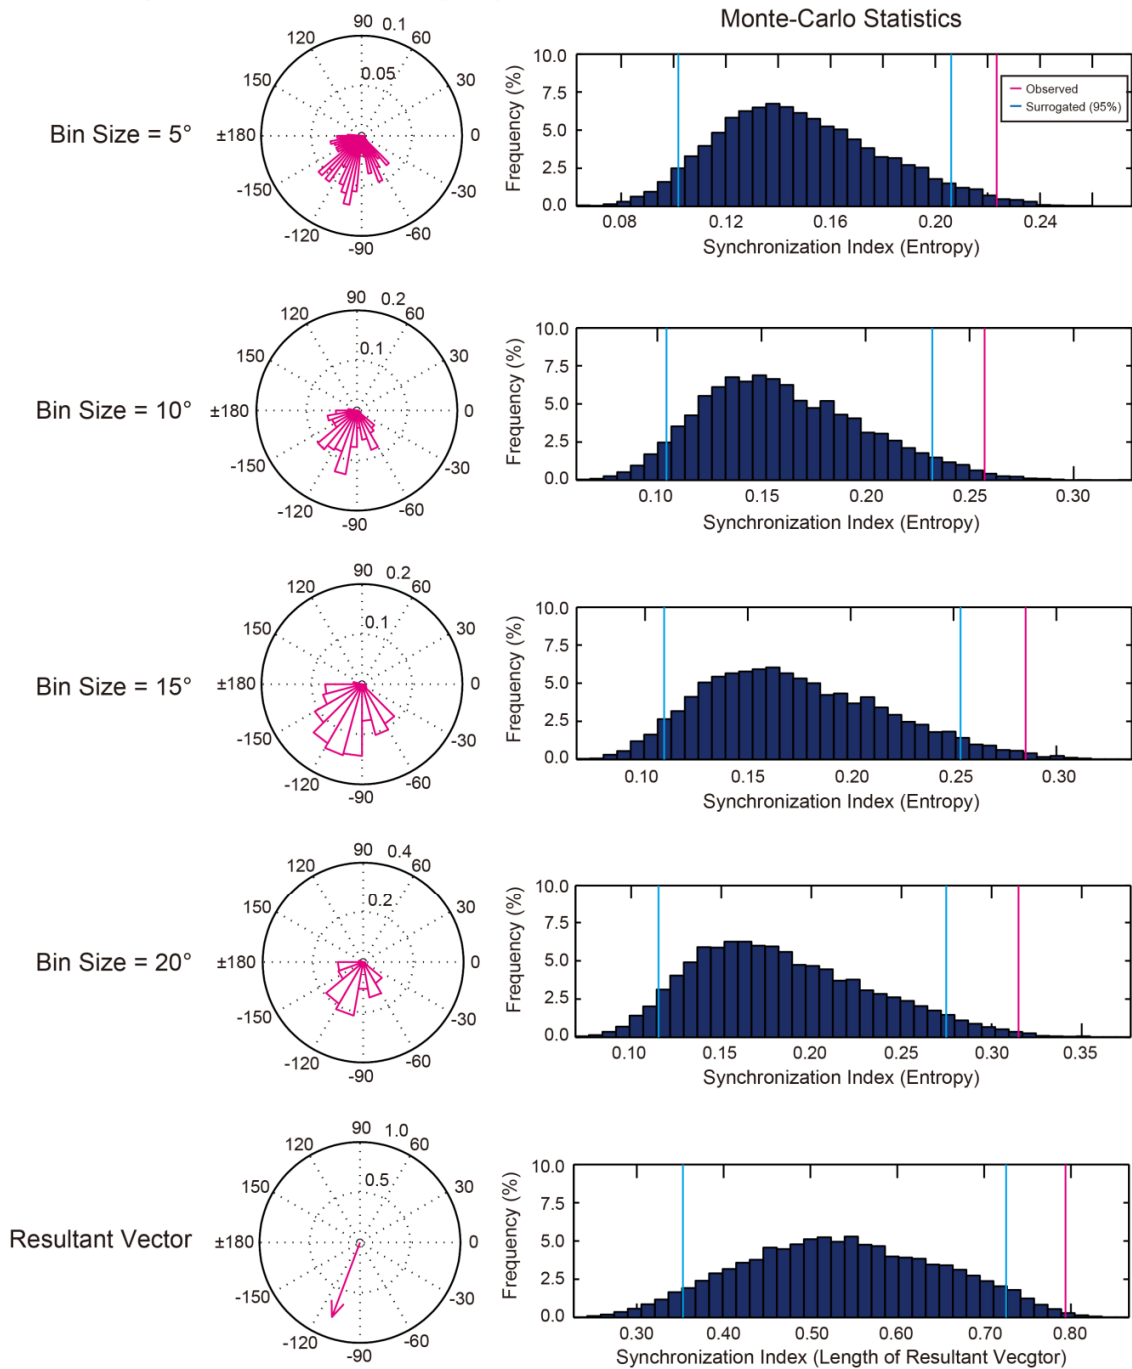 Monte-Carlo Statistics
Bin Size = 5°
90 0.1
120 60
150 0.05 30
±180 0
-150 -30
-120 -60
-90
Frequency (%)
10.0
7.5
5.0
2.5
0.0
Observed
Surrogated (95%)
0.08 0.12 0.16 0.20 0.24
Synchronization Index (Entropy)
Bin Size = 10°
90 0.2
120 60
150 0.1 30
±180 0
-150 -30
-120 -60
-90
Frequency (%)
10.0
7.5
5.0
2.5
0.0
0.10 0.15 0.20 0.25 0.30
Synchronization Index (Entropy)
Bin Size = 15°
90 0.2
120 60
150 0.1 30
±180 0
-150 -30
-120 -60
-90
Frequency (%)
10.0
7.5
5.0
2.5
0.0
0.10 0.15 0.20 0.25 0.30
Synchronization Index (Entropy)
Bin Size = 20°
90 0.4
120 60
150 0.2 30
±180 0
-150 -30
-120 -60
-90
Frequency (%)
10.0
7.5
5.0
2.5
0.0
0.10 0.15 0.20 0.25 0.30 0.35
Synchronization Index (Entropy)
Resultant Vector
90 1.0
120 60
150 0.5 30
±180 0
-150 -30
-120 -60
-90
Frequency (%)
10.0
7.5
5.0
2.5
0.0
0.30 0.40 0.50 0.60 0.70 0.80
Synchronization Index (Length of Resultant Vecgtor)